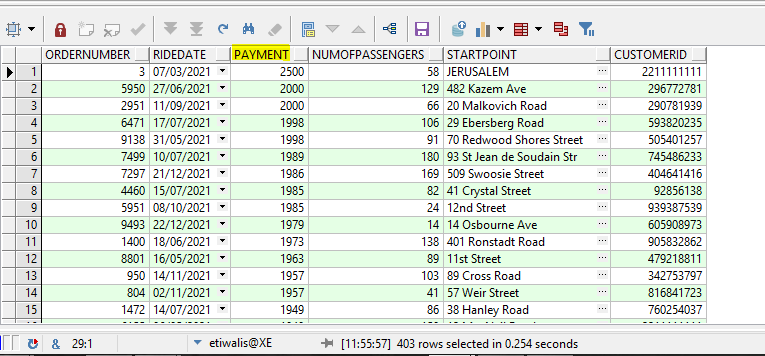 ORDERNUMBER RIDEDATE PAYMENT NUMOFPASSENGERS STARTPOINT CUSTOMERID
1 3 07/03/2021 2500 58 JERUSALEM ... 2211111111
2 5950 27/06/2021 2000 129 482 Kazem Ave ... 296772781
3 2951 11/09/2021 2000 66 20 Malkovich Road ... 290781939
4 6471 17/07/2021 1998 106 29 Ebersberg Road ... 593820235
5 9138 31/05/2021 1998 91 70 Redwood Shores Street ... 505401257
6 7499 10/07/2021 1989 180 93 St Jean de Soudain Str ... 745486233
7 7297 21/12/2021 1986 169 509 Swoosie Street ... 404641416
8 4460 15/07/2021 1985 82 41 Crystal Street ... 92856138
9 5951 08/10/2021 1985 24 12nd Street ... 939387539
10 9493 22/12/2021 1979 14 14 Osbourne Ave ... 605908973
11 1400 18/06/2021 1973 138 401 Ronstadt Road ... 905832862
12 8801 16/05/2021 1963 89 11st Street ... 479218811
13 950 14/11/2021 1957 103 89 Cross Road ... 342753797
14 804 02/11/2021 1957 41 57 Weir Street ... 816841723
15 1472 14/07/2021 1949 86 38 Hanley Road ... 760254037
& 29:1 etiwalis@XE [11:55:57] 403 rows selected in 0.254 seconds